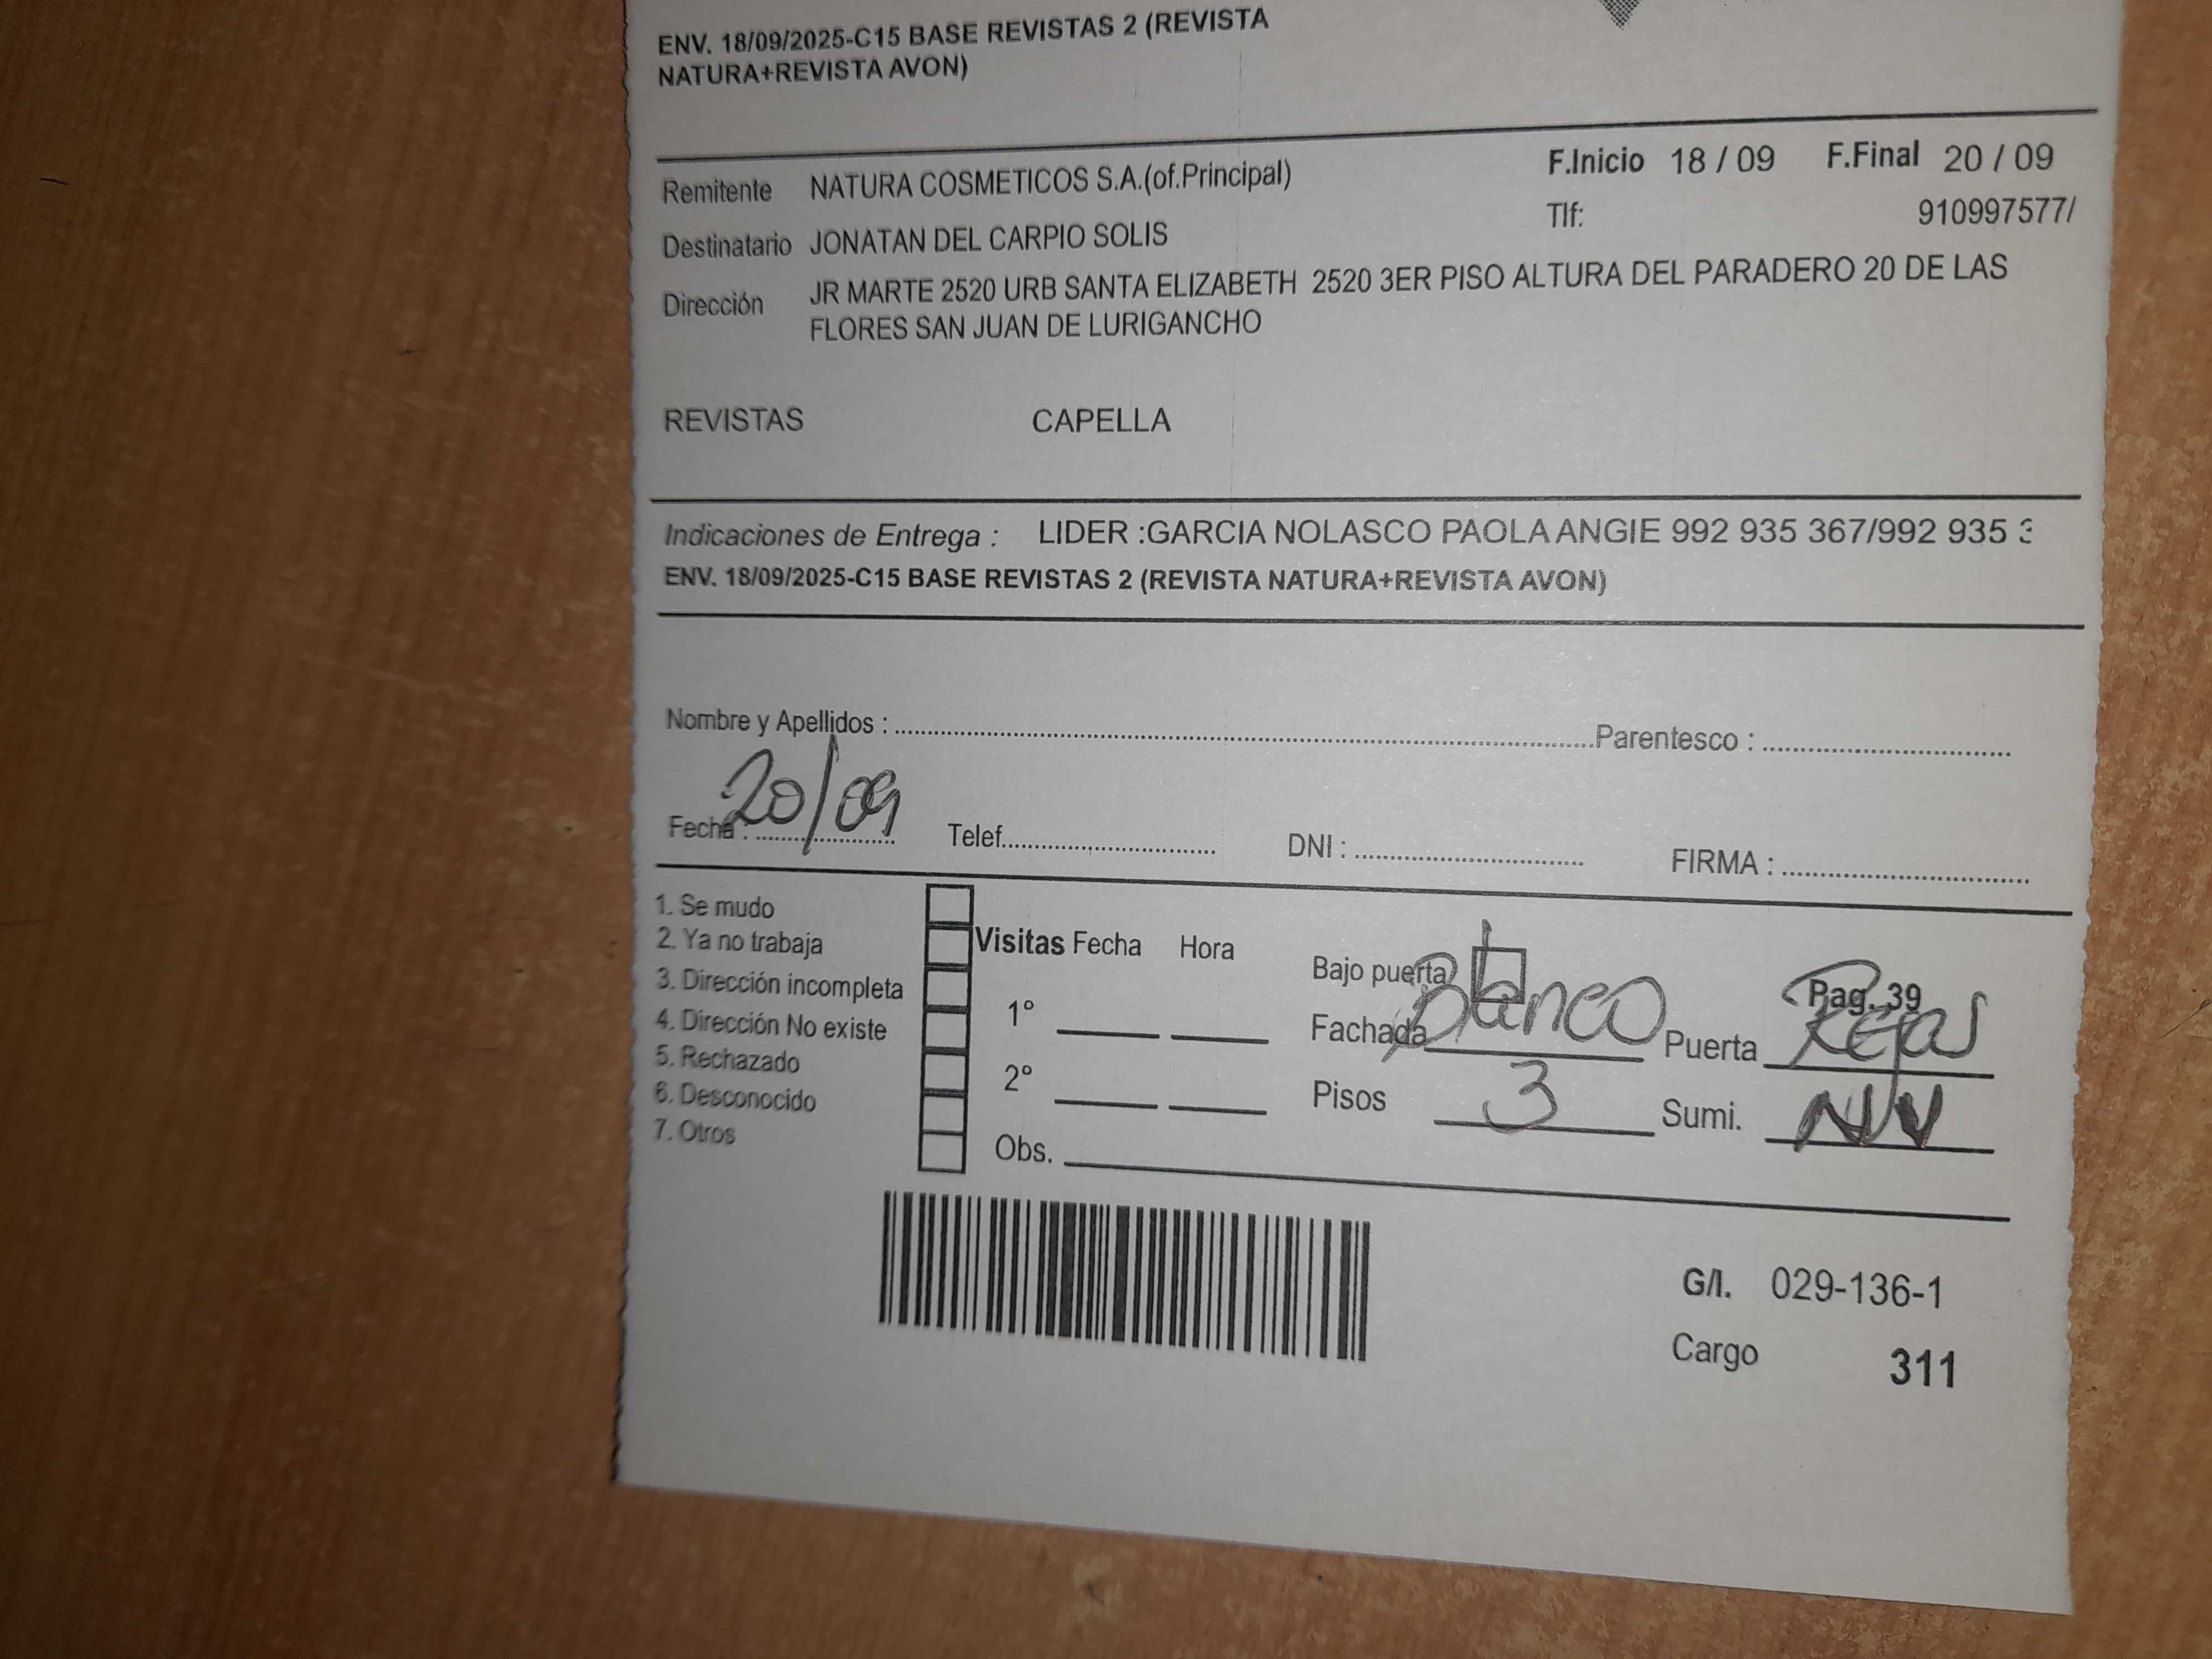 ENV. 18/09/2025-C15 BASE REVISTAS 2 (REVISTA
NATURA+REVISTA AVON)
F.Inicio 18 / 09 F.Final 20 / 09
Remitente NATURA COSMETICOS S.A.(of.Principal)
Tlf: 910997577/
Destinatario JONATAN DEL CARPIO SOLIS
Dirección JR MARTE 2520 URB SANTA ELIZABETH 2520 3ER PISO ALTURA DEL PARADERO 20 DE LAS
FLORES SAN JUAN DE LURIGANCHO
REVISTAS CAPELLA
Indicaciones de Entrega : LIDER :GARCIA NOLASCO PAOLA ANGIE 992 935 367/992 935 3
ENV. 18/09/2025-C15 BASE REVISTAS 2 (REVISTA NATURA+REVISTA AVON)
Nombre y Apellidos : Parentesco :
Fecha : 20/09 Telef. DNI : FIRMA :
1. Se mudo
2. Ya no trabaja
3. Dirección incompleta
4. Dirección No existe
5. Rechazado
6. Desconocido
7. Otros
Visitas Fecha Hora
1°
2°
Obs.
Bajo puerta Pag. 39
Fachada Blanco Puerta Rejas
Pisos 3 Sumi. N/V
G/I. 029-136-1
Cargo 311